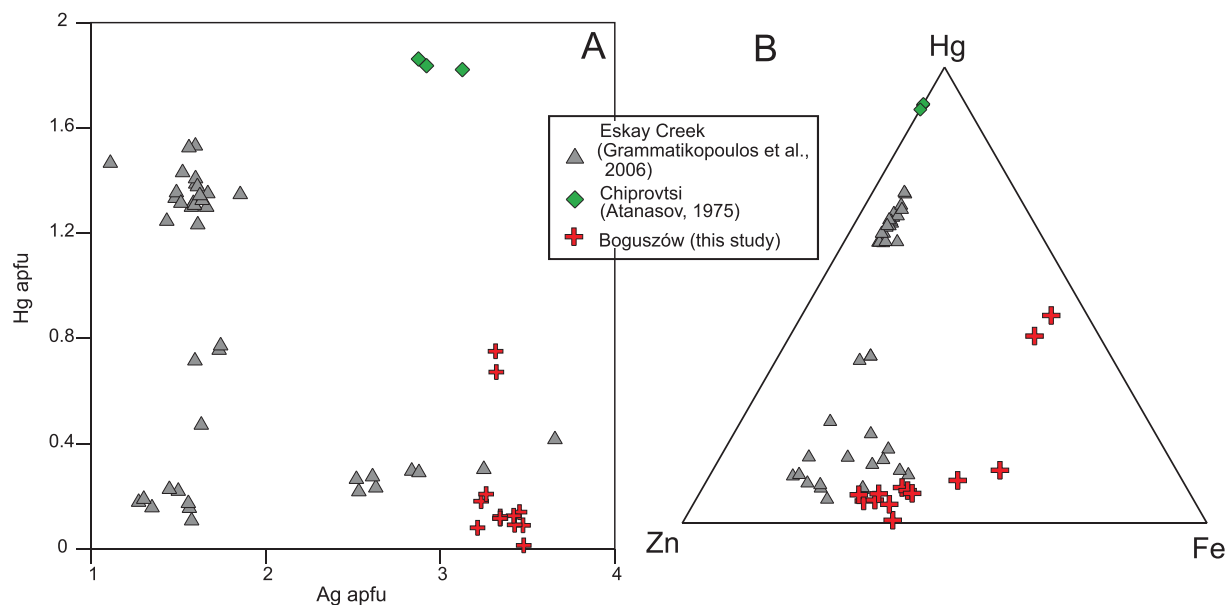 2
1.6
1.2
0.8
0.4
0
Hg apfu
1
2
3
4
Ag apfu
A
B
Eskay Creek
(Grammatikopoulos et al.,
2006)
Chiprovtsi
(Atanasov, 1975)
Boguszów (this study)
Hg
Zn
Fe